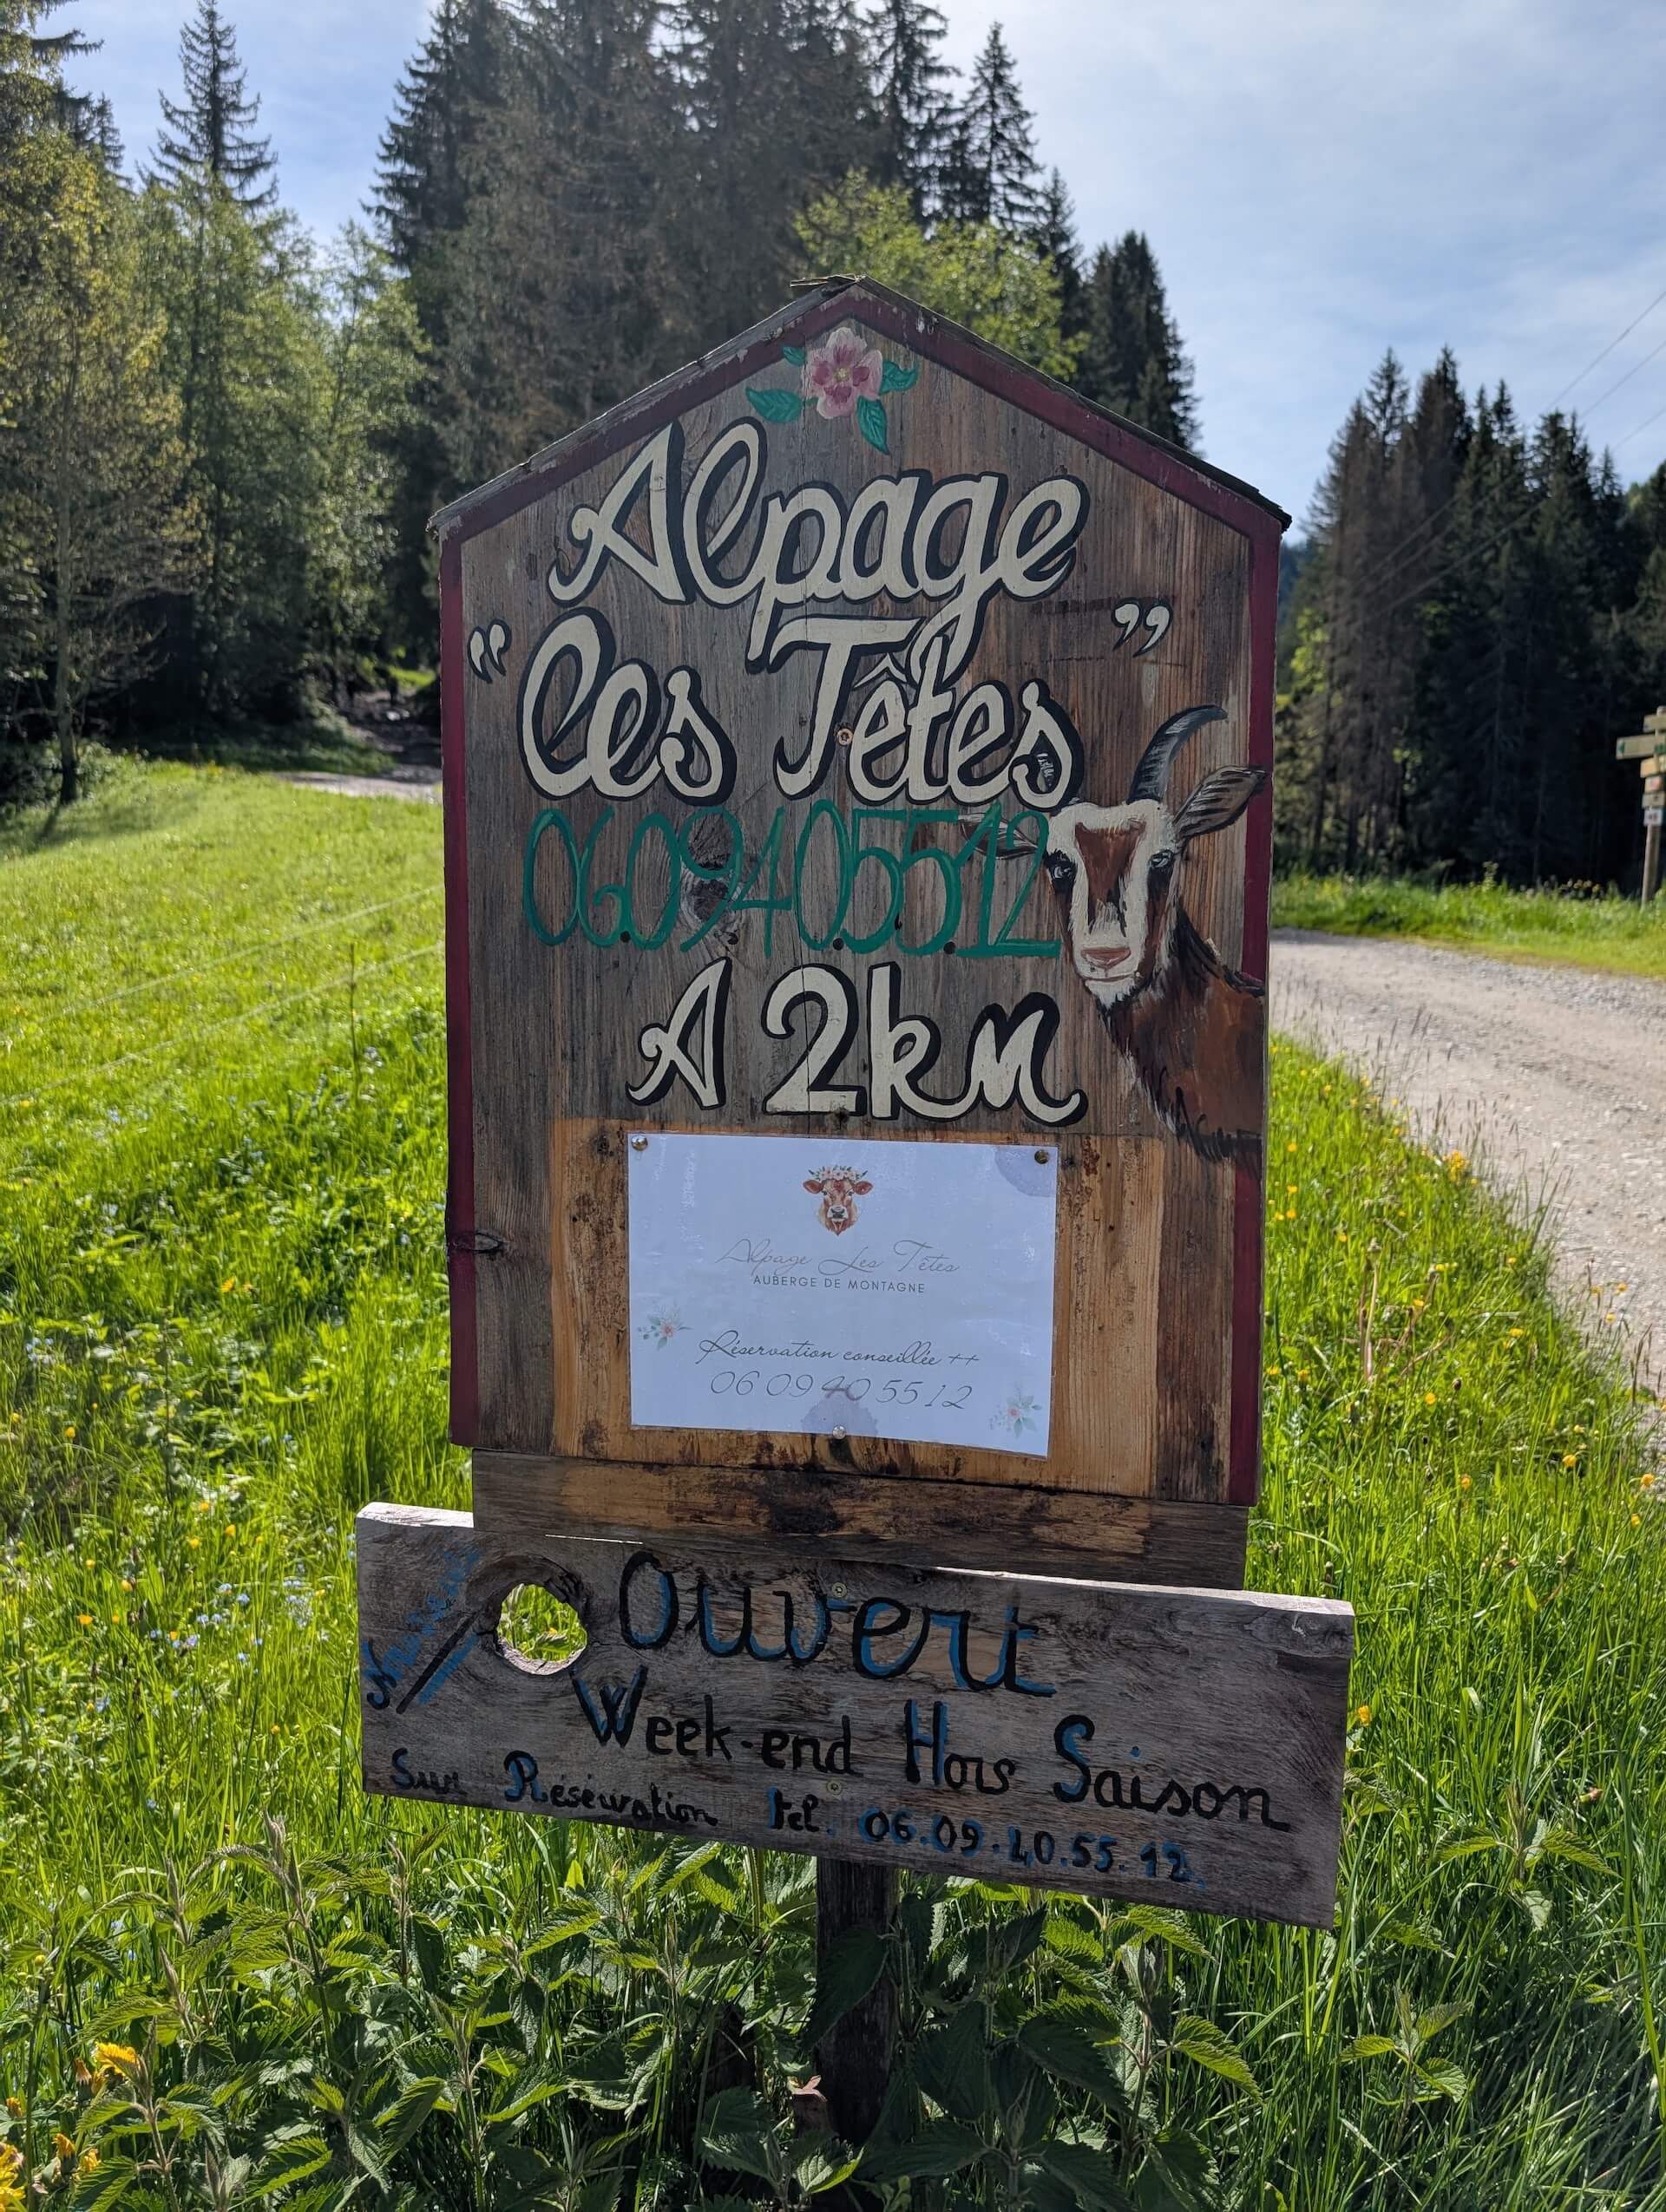 Alpage
"les Têtes"
06.09.40.55.12
A 2km
Alpage Les Têtes
AUBERGE DE MONTAGNE
Réservation conseillée ++
06 09 40 55 12
Ouvert
Week-end Hors Saison
Sur Réservation tel. 06.09.40.55.12